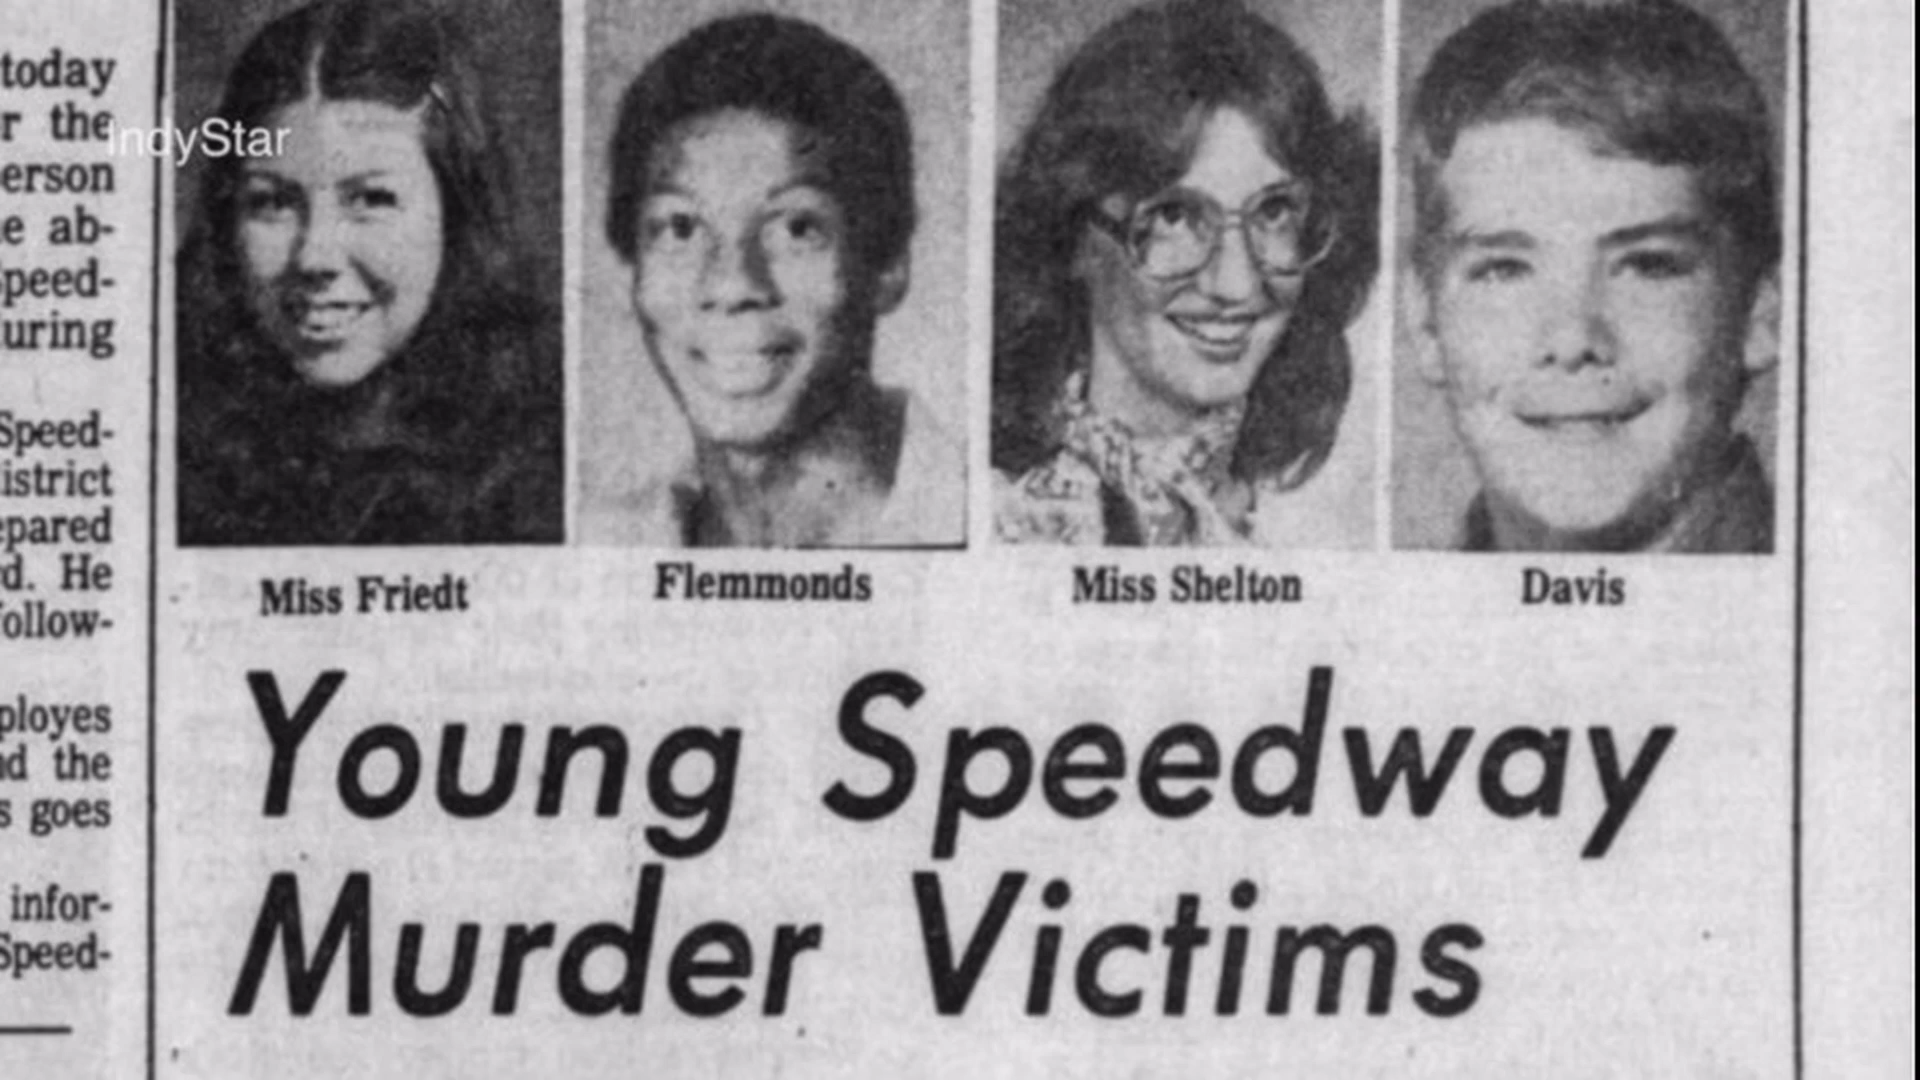 today
r the
erson
e ab-
peed-
uring
Speed-
istrict
epared
d. He
follow-
ployes
d the
s goes
infor-
Speed-
IndyStar
Miss Friedt
Flemmonds
Miss Shelton
Davis
Young Speedway
Murder Victims